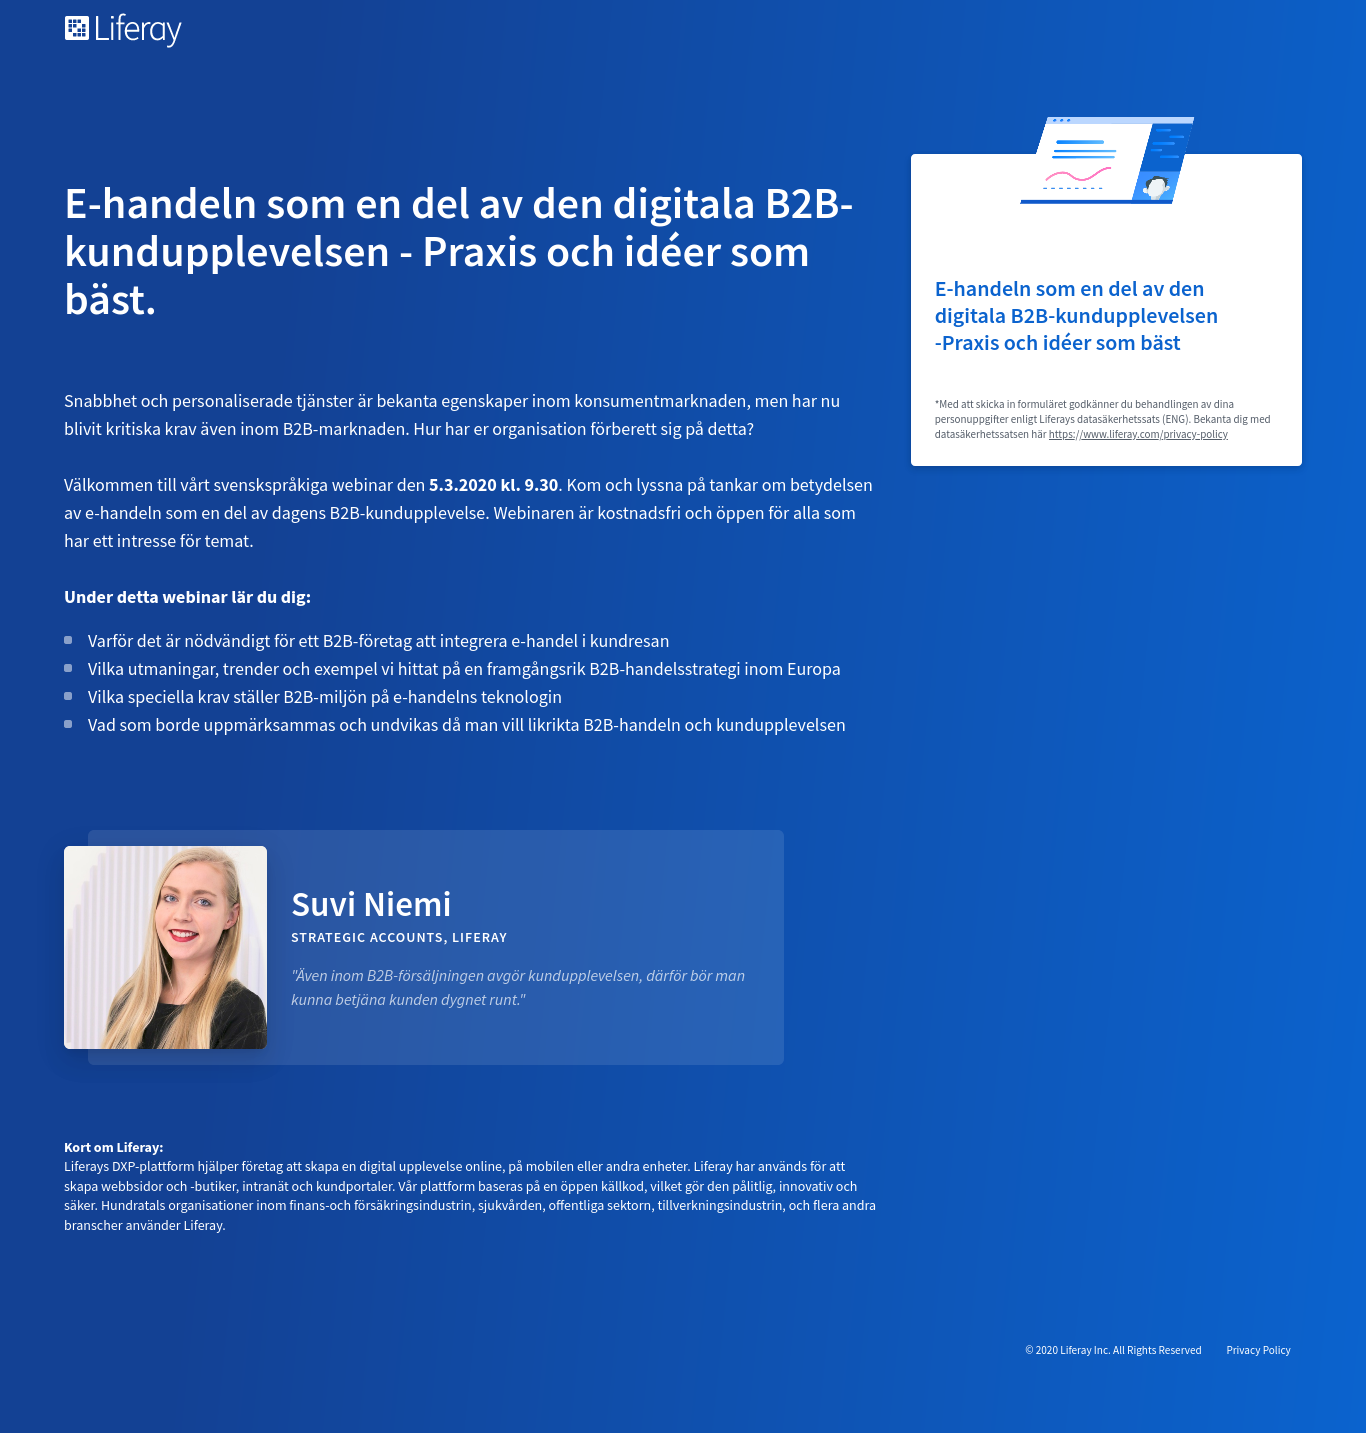 Liferay
E-handeln som en del av den digitala B2B-
kundupplevelsen - Praxis och idéer som
bäst.
Snabbhet och personaliserade tjänster är bekanta egenskaper inom konsumentmarknaden, men har nu
blivit kritiska krav även inom B2B-marknaden. Hur har er organisation förberett sig på detta?
Välkommen till vårt svenskspråkiga webinar den 5.3.2020 kl. 9.30. Kom och lyssna på tankar om betydelsen
av e-handeln som en del av dagens B2B-kundupplevelse. Webinaren är kostnadsfri och öppen för alla som
har ett intresse för temat.
Under detta webinar lär du dig:
Varför det är nödvändigt för ett B2B-företag att integrera e-handel i kundresan
Vilka utmaningar, trender och exempel vi hittat på en framgångsrik B2B-handelsstrategi inom Europa
Vilka speciella krav ställer B2B-miljön på e-handelns teknologin
Vad som borde uppmärksammas och undvikas då man vill likrikta B2B-handeln och kundupplevelsen
E-handeln som en del av den
digitala B2B-kundupplevelsen
-Praxis och idéer som bäst
*Med att skicka in formuläret godkänner du behandlingen av dina
personuppgifter enligt Liferays datasäkerhetssats (ENG). Bekanta dig med
datasäkerhetssatsen här https://www.liferay.com/privacy-policy
Suvi Niemi
STRATEGIC ACCOUNTS, LIFERAY
"Även inom B2B-försäljningen avgör kundupplevelsen, därför bör man
kunna betjäna kunden dygnet runt."
Kort om Liferay:
Liferays DXP-plattform hjälper företag att skapa en digital upplevelse online, på mobilen eller andra enheter. Liferay har används för att
skapa webbsidor och -butiker, intranät och kundportaler. Vår plattform baseras på en öppen källkod, vilket gör den pålitlig, innovativ och
säker. Hundratals organisationer inom finans-och försäkringsindustrin, sjukvården, offentliga sektorn, tillverkningsindustrin, och flera andra
branscher använder Liferay.
© 2020 Liferay Inc. All Rights Reserved Privacy Policy